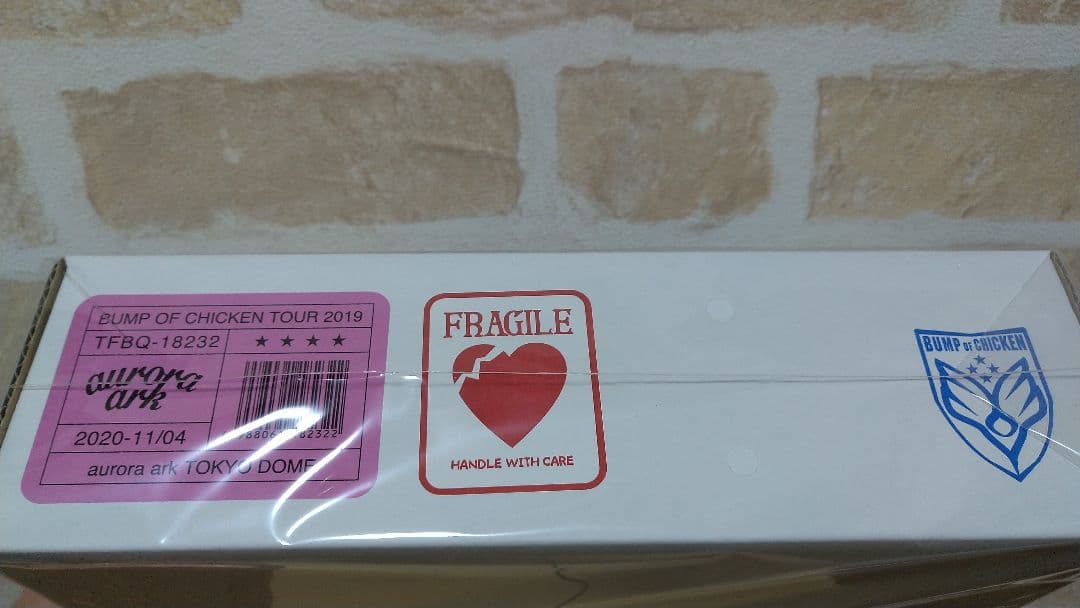 BUMP OF CHICKEN TOUR 2019
TFBQ-18232
★ ★ ★ ★
aurora
ark
2020-11/04
aurora ark TOKYO DOME
FRAGILE
HANDLE WITH CARE
BUMP OF CHICKEN